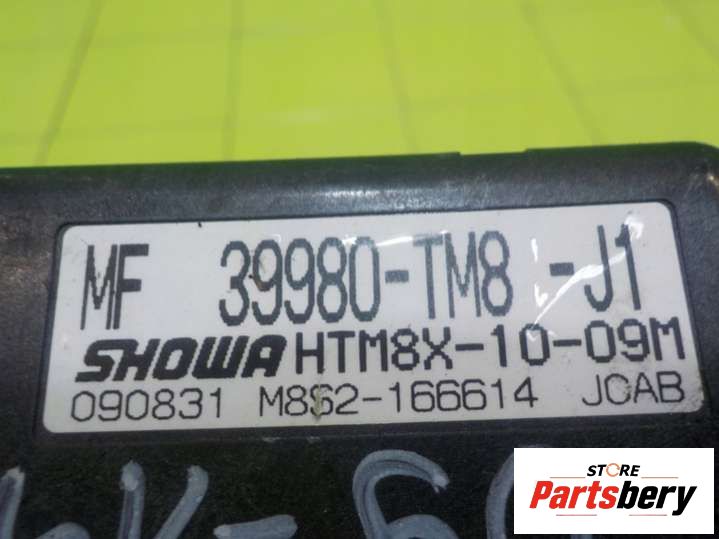 MF 39980-TM8 -J1
SHOWA HTM8X-10-09M
090831 M8S2-166614 JCAB
STORE
Partsbery